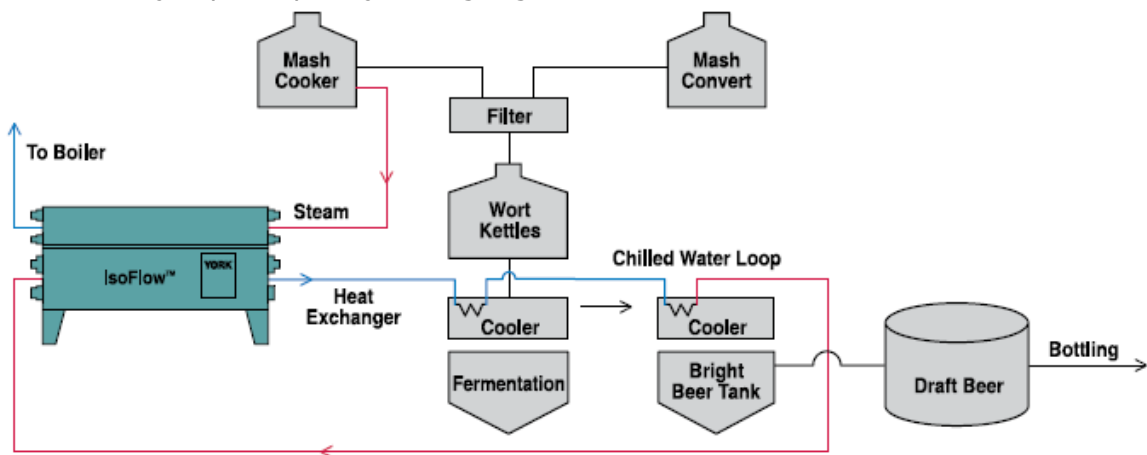 Mash
Cooker
Mash
Convert
Filter
To Boiler
Steam
Wort
Kettles
IsoFlow™
YORK
Chilled Water Loop
Heat
Exchanger
Cooler
Cooler
Fermentation
Bright
Beer Tank
Draft Beer
Bottling